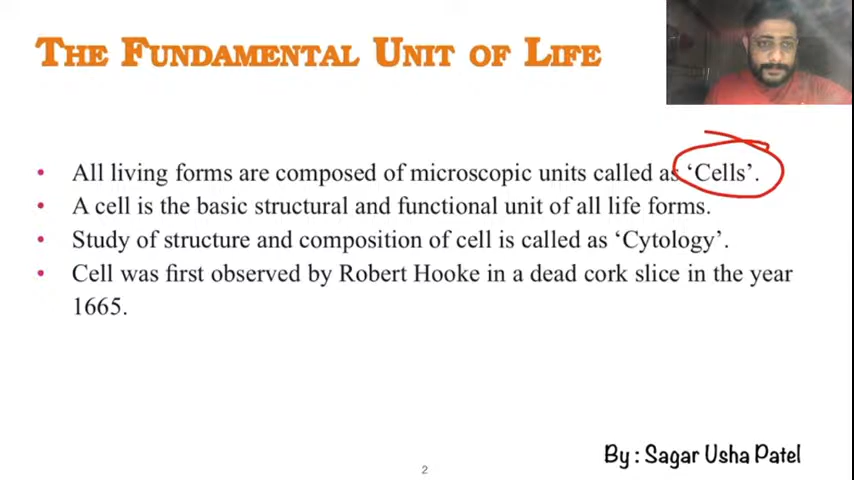 THE FUNDAMENTAL UNIT OF LIFE
• All living forms are composed of microscopic units called as ‘Cells’.
• A cell is the basic structural and functional unit of all life forms.
• Study of structure and composition of cell is called as ‘Cytology’.
• Cell was first observed by Robert Hooke in a dead cork slice in the year
1665.
By : Sagar Usha Patel
2